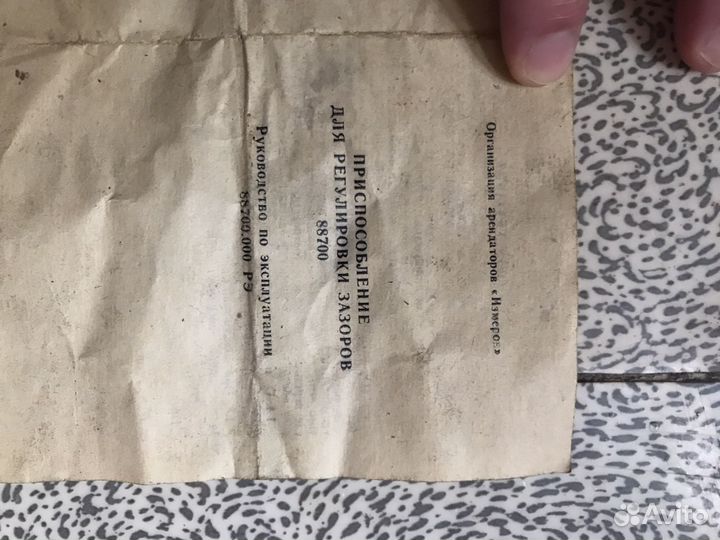 Организация арендаторов «Измерон»
ПРИСПОСОБЛЕНИЕ
ДЛЯ РЕГУЛИРОВКИ ЗАЗОРОВ
88700
Руководство по эксплуатации
88700.000 РЭ
Avito